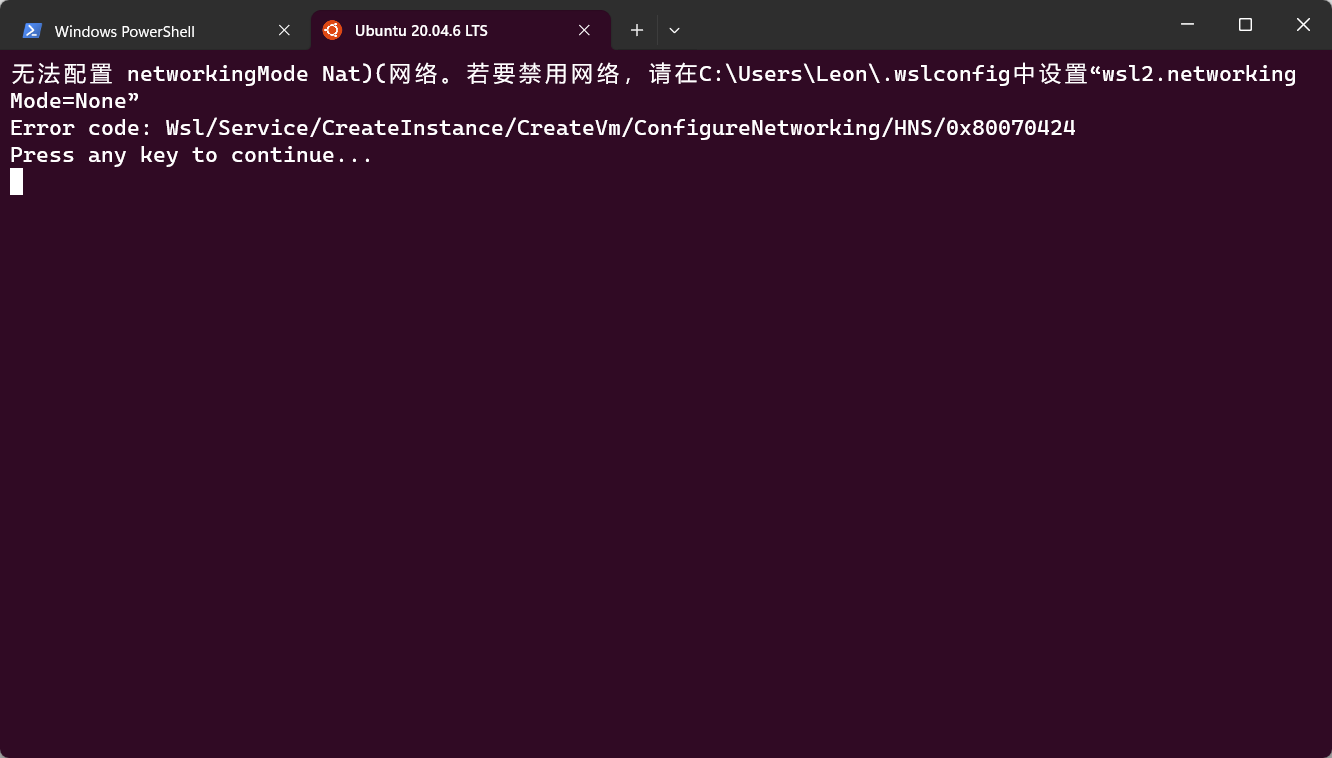 Windows PowerShell
Ubuntu 20.04.6 LTS
无法配置 networkingMode Nat)(网络。若要禁用网络，请在C:\Users\Leon\.wslconfig中设置“wsl2.networking
Mode=None”
Error code: Wsl/Service/CreateInstance/CreateVm/ConfigureNetworking/HNS/0x80070424
Press any key to continue...